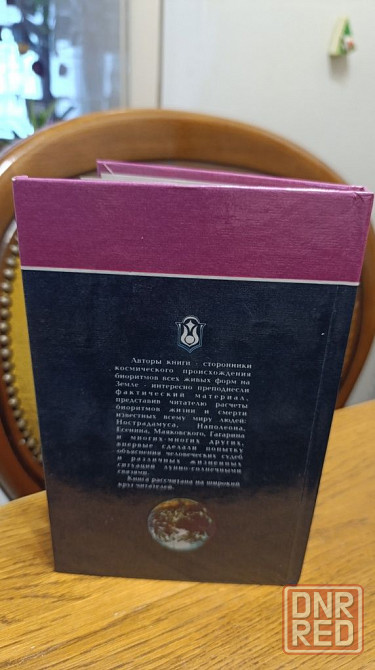 Авторы книги - сторонники
космического происхождения
биоритмов всех живых форм на
Земле - интересно преподнесли
фактический материал,
представив читателю расчеты
биоритмов жизни и смерти
известных всему миру людей:
Нострадамуса, Наполеона,
Есенина, Маяковского, Гагарина
и многих-многих других,
впервые сделали попытку
объяснения человеческих судеб
и различных жизненных
ситуаций лунно-солнечными
связями.
Книга рассчитана на широкий
круг читателей.
DNR
RED